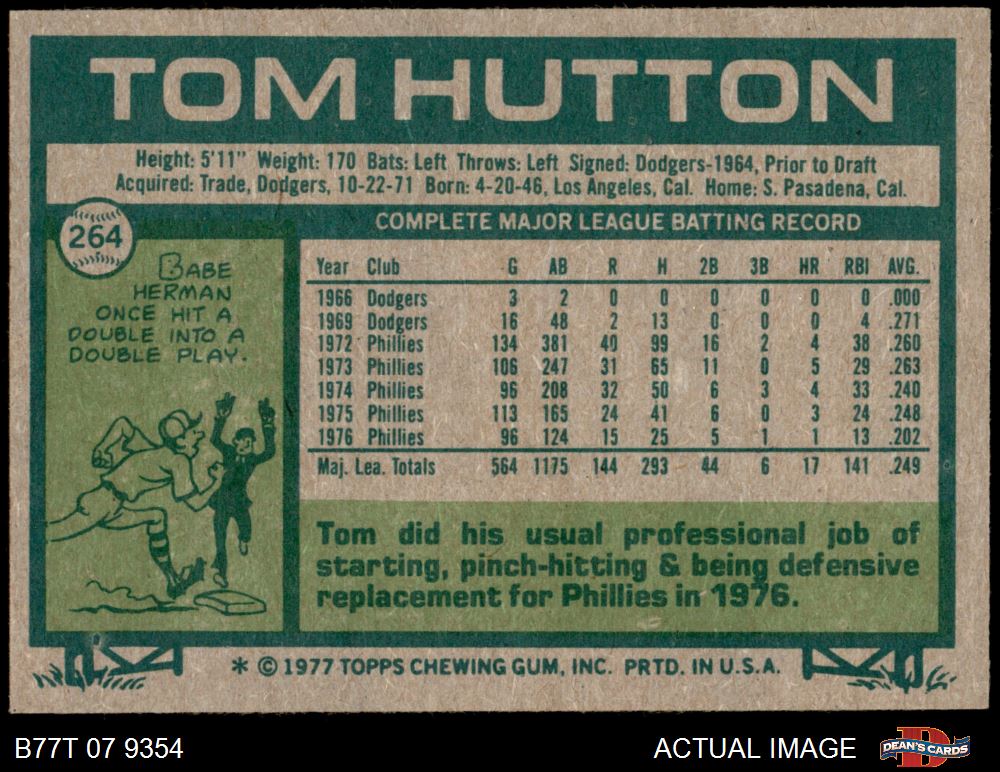 TOM HUTTON
Height: 5'11" Weight: 170 Bats: Left Throws: Left Signed: Dodgers-1964, Prior to Draft
Acquired: Trade, Dodgers, 10-22-71 Born: 4-20-46, Los Angeles, Cal. Home: S. Pasadena, Cal.
COMPLETE MAJOR LEAGUE BATTING RECORD
264
BABE
HERMAN
ONCE HIT A
DOUBLE INTO A
DOUBLE PLAY.
Year Club G AB R H 2B 3B HR RBI AVG.
1966 Dodgers 3 2 0 0 0 0 0 0 .000
1969 Dodgers 16 48 2 13 0 0 0 4 .271
1972 Phillies 134 381 40 99 16 2 4 38 .260
1973 Phillies 106 247 31 65 11 0 5 29 .263
1974 Phillies 96 208 32 50 6 3 4 33 .240
1975 Phillies 113 165 24 41 6 0 3 24 .248
1976 Phillies 96 124 15 25 5 1 1 13 .202
Maj. Lea. Totals 564 1175 144 293 44 6 17 141 .249
Tom did his usual professional job of
starting, pinch-hitting & being defensive
replacement for Phillies in 1976.
* © 1977 TOPPS CHEWING GUM, INC. PRTD. IN U.S.A.
B77T 07 9354
ACTUAL IMAGE
D
DEAN'S CARDS